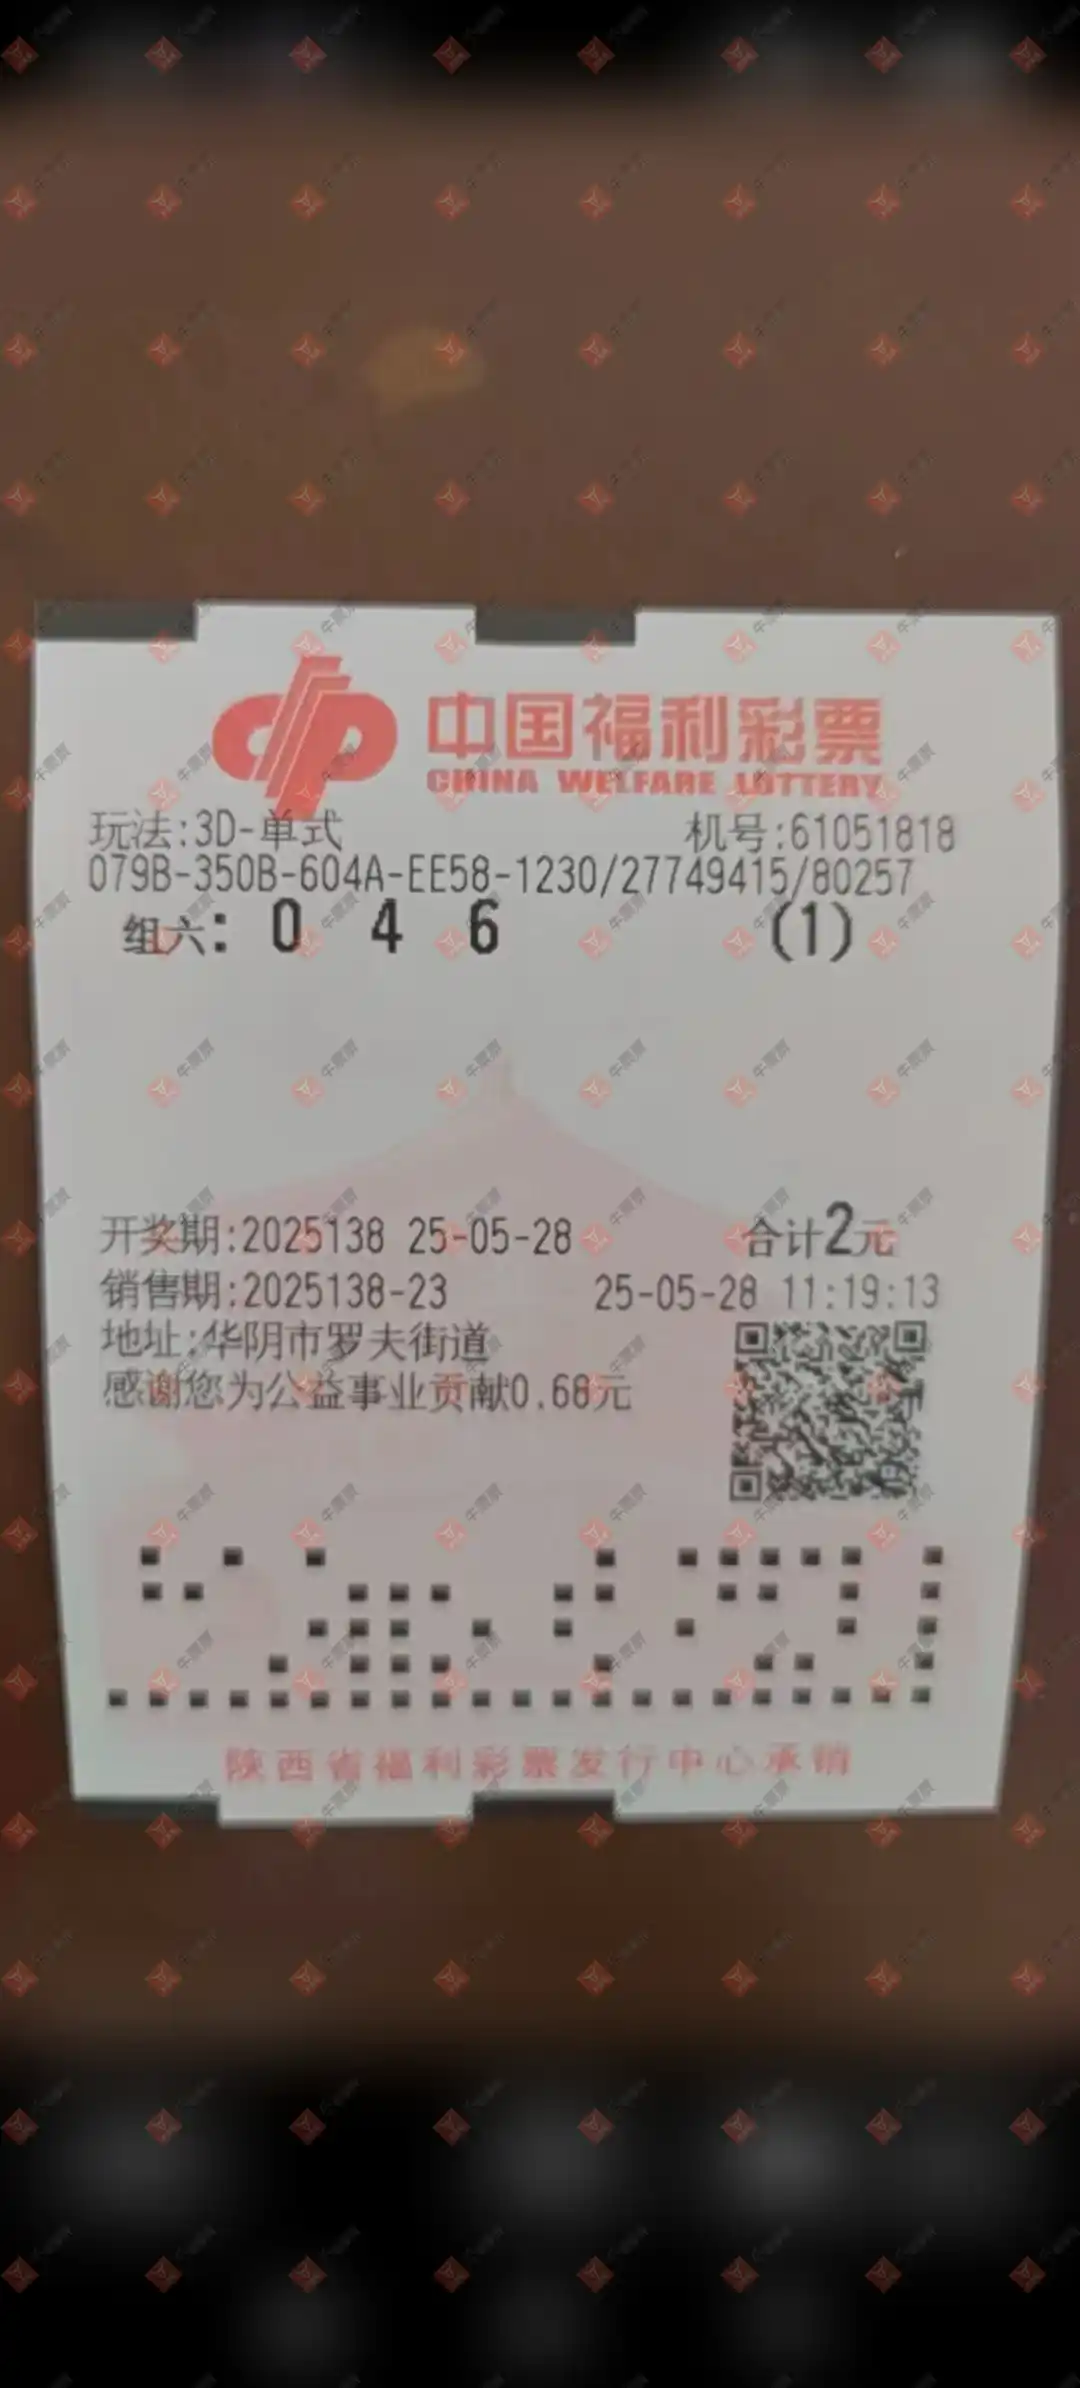 中国福利彩票
CHINA WELFARE LOTTERY
玩法:3D-单式 机号:61051818
079B-350B-604A-EE58-1230/27749415/80257
组六: 0 4 6 (1)
开奖期:2025138 25-05-28 合计2元
销售期:2025138-23 25-05-28 11:19:13
地址:华阴市罗夫街道
感谢您为公益事业贡献0.68元
陕西省福利彩票发行中心承销